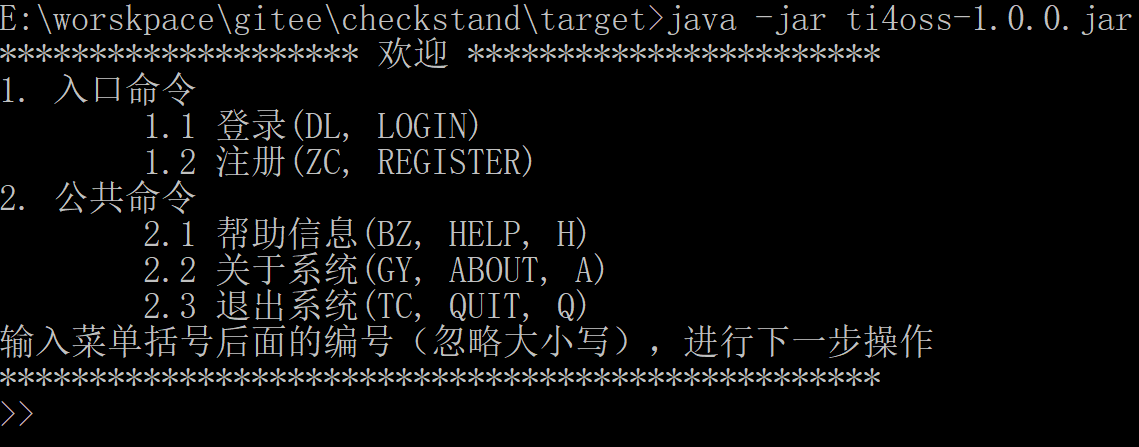 E:\worskpace\gitee\checkstand\target>java -jar ti4oss-1.0.0.jar
******************** 欢迎 ***********************
1. 入口命令
        1.1 登录(DL, LOGIN)
        1.2 注册(ZC, REGISTER)
2. 公共命令
        2.1 帮助信息(BZ, HELP, H)
        2.2 关于系统(GY, ABOUT, A)
        2.3 退出系统(TC, QUIT, Q)
输入菜单括号后面的编号（忽略大小写），进行下一步操作
*************************************************
>>